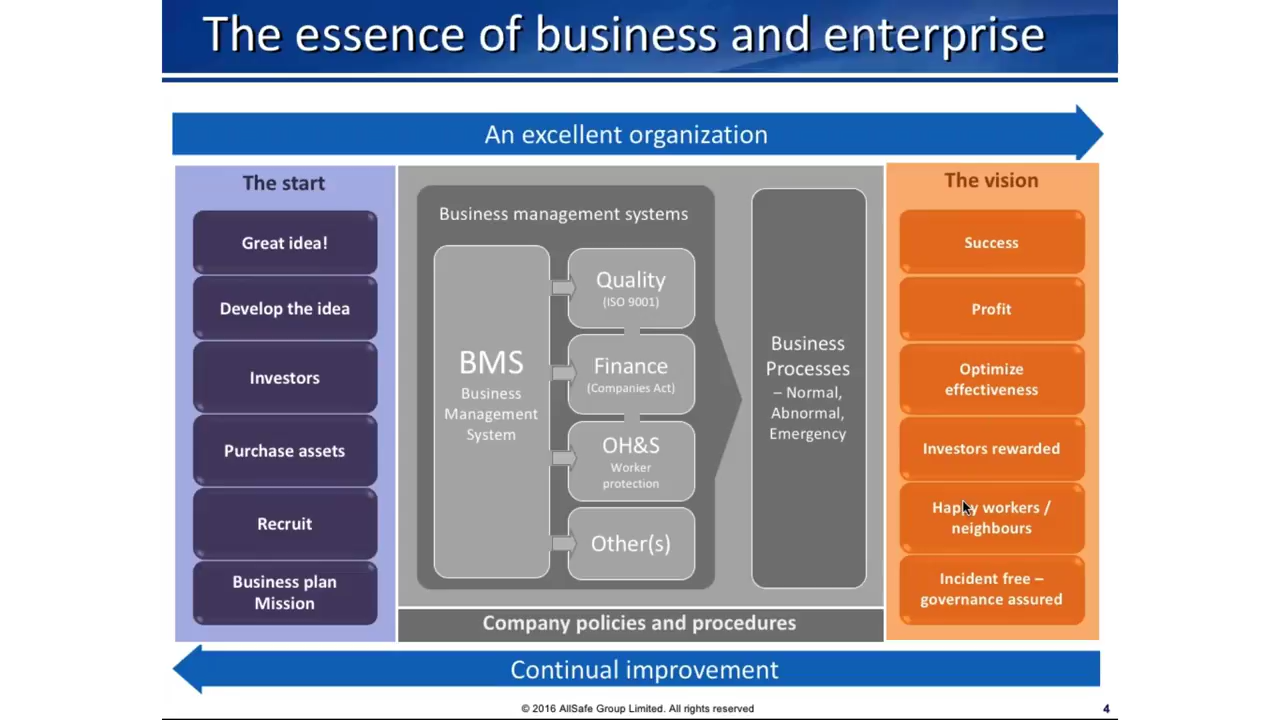 The essence of business and enterprise
An excellent organization
The start
Great idea!
Develop the idea
Investors
Purchase assets
Recruit
Business plan
Mission
Business management systems
BMS
Business
Management
System
Quality
(ISO 9001)
Finance
(Companies Act)
OH&S
Worker
protection
Other(s)
Business
Processes
– Normal,
Abnormal,
Emergency
Company policies and procedures
The vision
Success
Profit
Optimize
effectiveness
Investors rewarded
Happy workers /
neighbours
Incident free –
governance assured
Continual improvement
© 2016 AllSafe Group Limited. All rights reserved
4